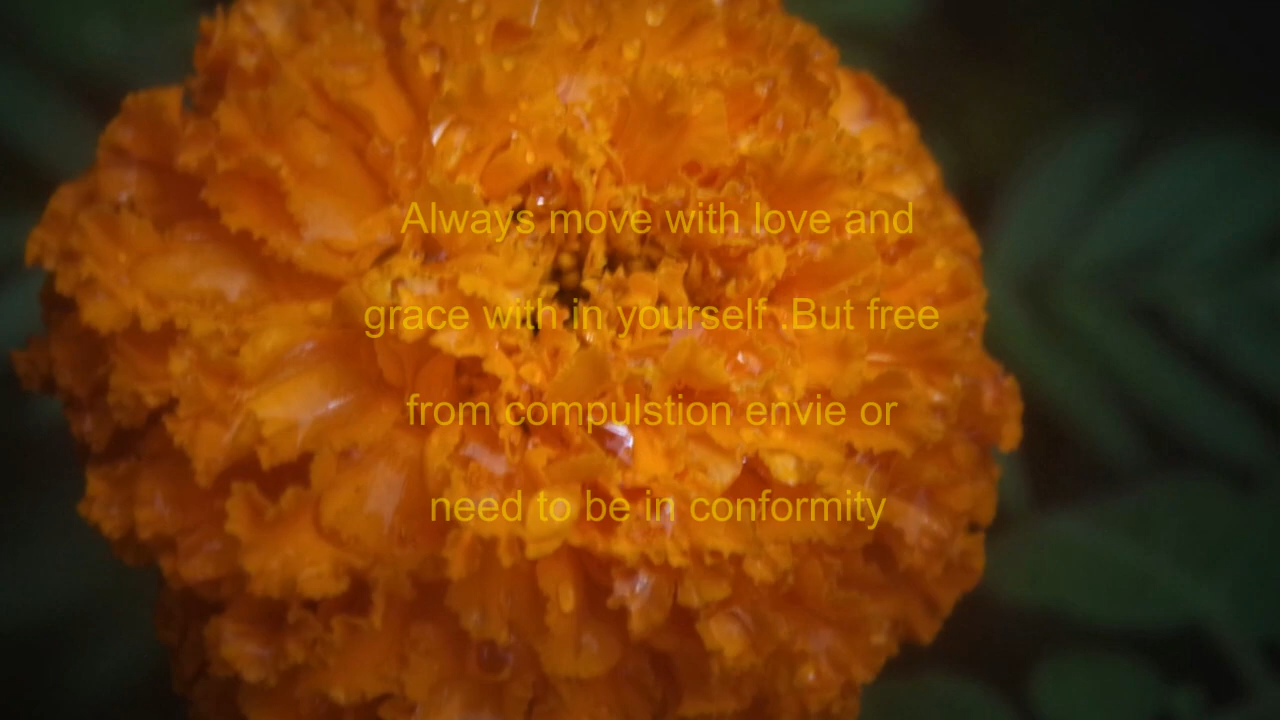 Always move with love and
grace with in yourself .But free
from compulstion envie or
need to be in conformity